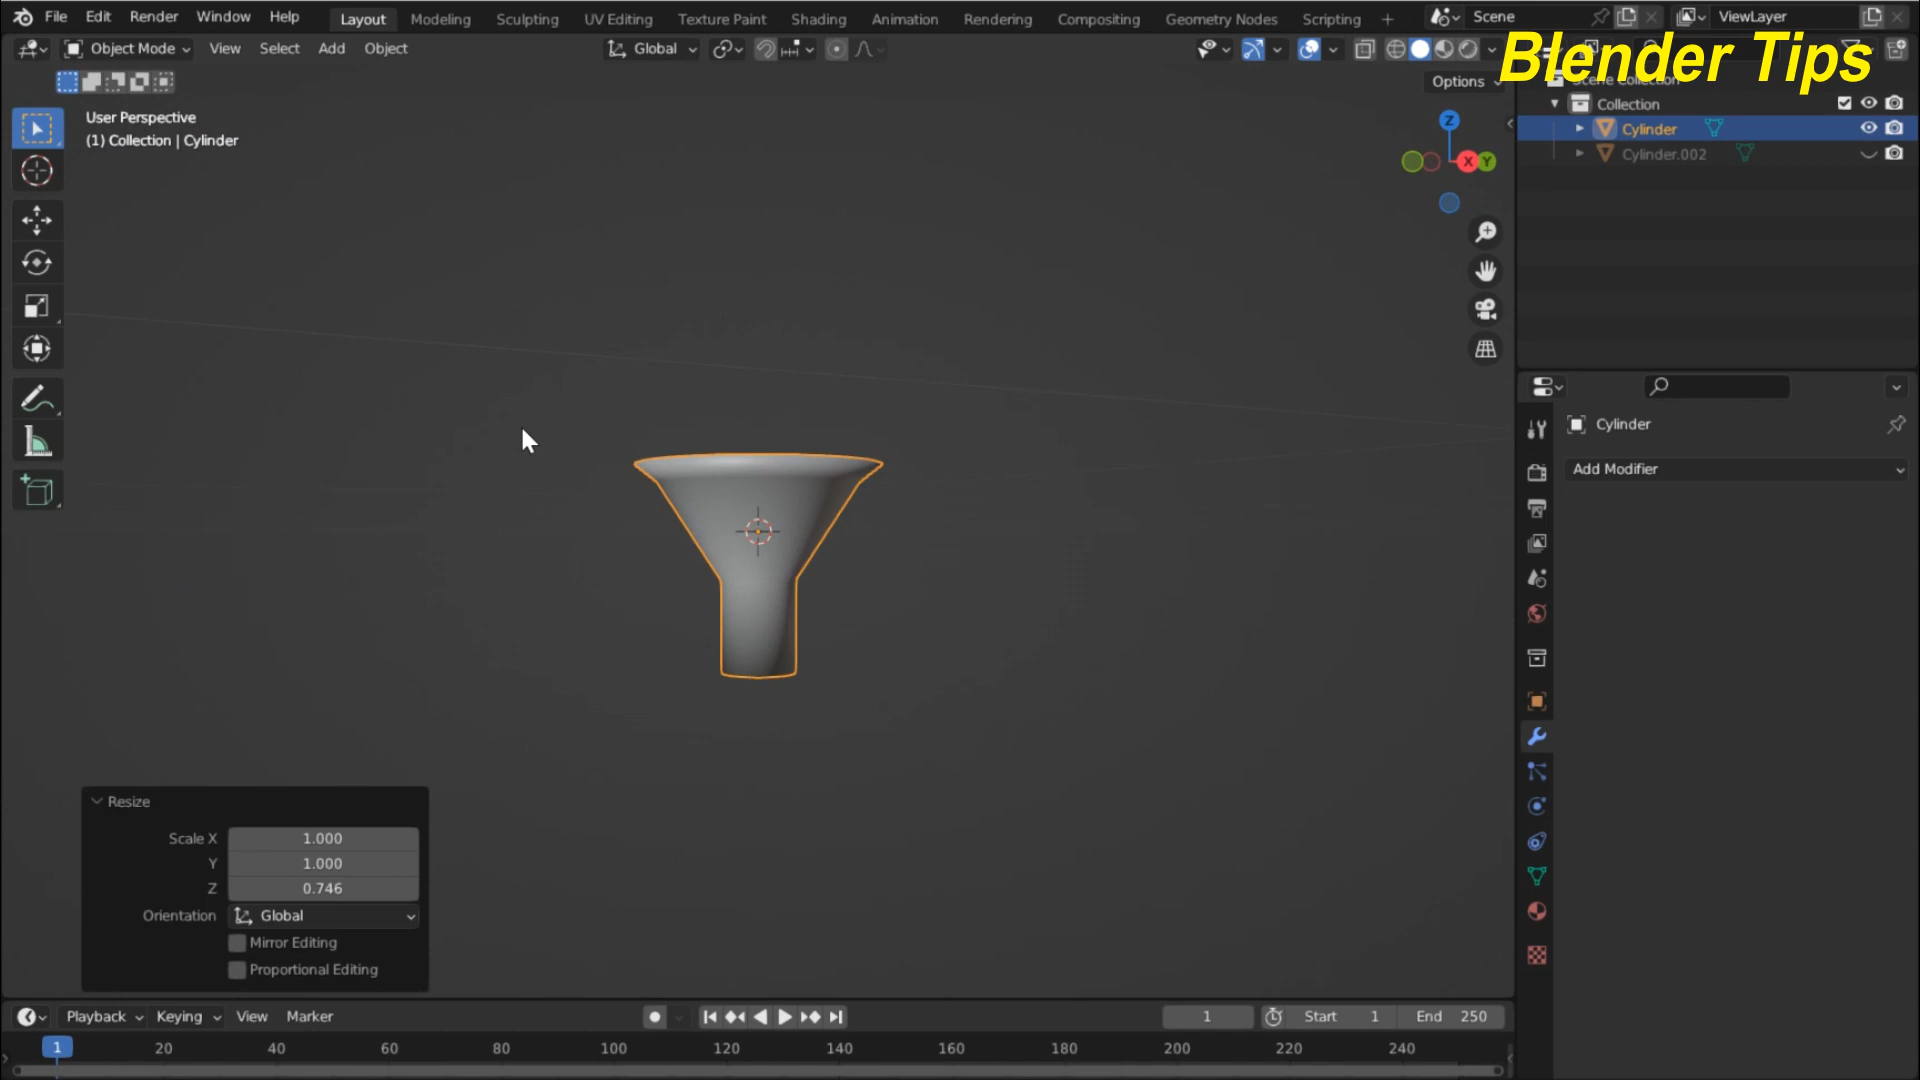 File Edit Render Window Help Layout Modeling Sculpting UV Editing Texture Paint Shading Animation Rendering Compositing Geometry Nodes Scripting + Scene ViewLayer
Object Mode View Select Add Object Global
Blender Tips
Options
Scene Collection
Collection
Cylinder
Cylinder.002
User Perspective
(1) Collection | Cylinder
Z
X
Y
Cylinder
Add Modifier
Resize
Scale X 1.000
Y 1.000
Z 0.746
Orientation Global
Mirror Editing
Proportional Editing
Playback Keying View Marker 1 Start 1 End 250
1 20 40 60 80 100 120 140 160 180 200 220 240